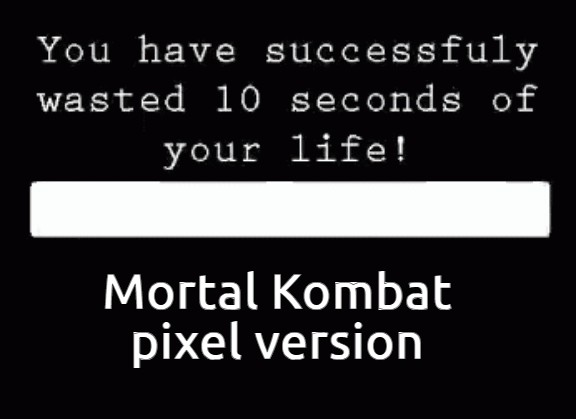 You have successfuly
wasted 10 seconds of
your life!
Mortal Kombat
pixel version